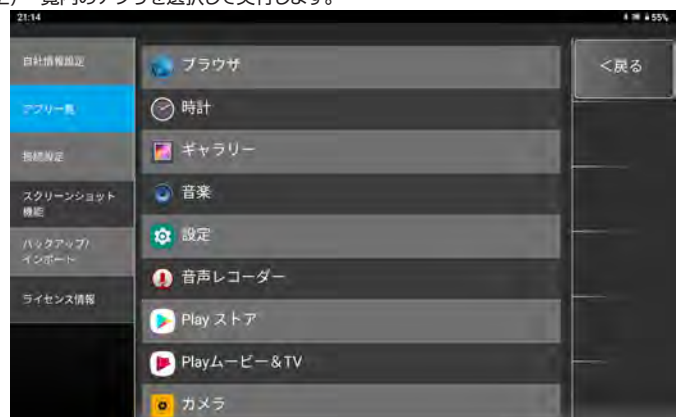 一覧内のアプリを選択して実行します。
21:14
55%
自社情報設定
アプリ一覧
接続設定
スクリーンショット
機能
バックアップ/
インポート
ライセンス情報
ブラウザ
時計
ギャラリー
音楽
設定
音声レコーダー
Play ストア
Playムービー&TV
カメラ
<戻る